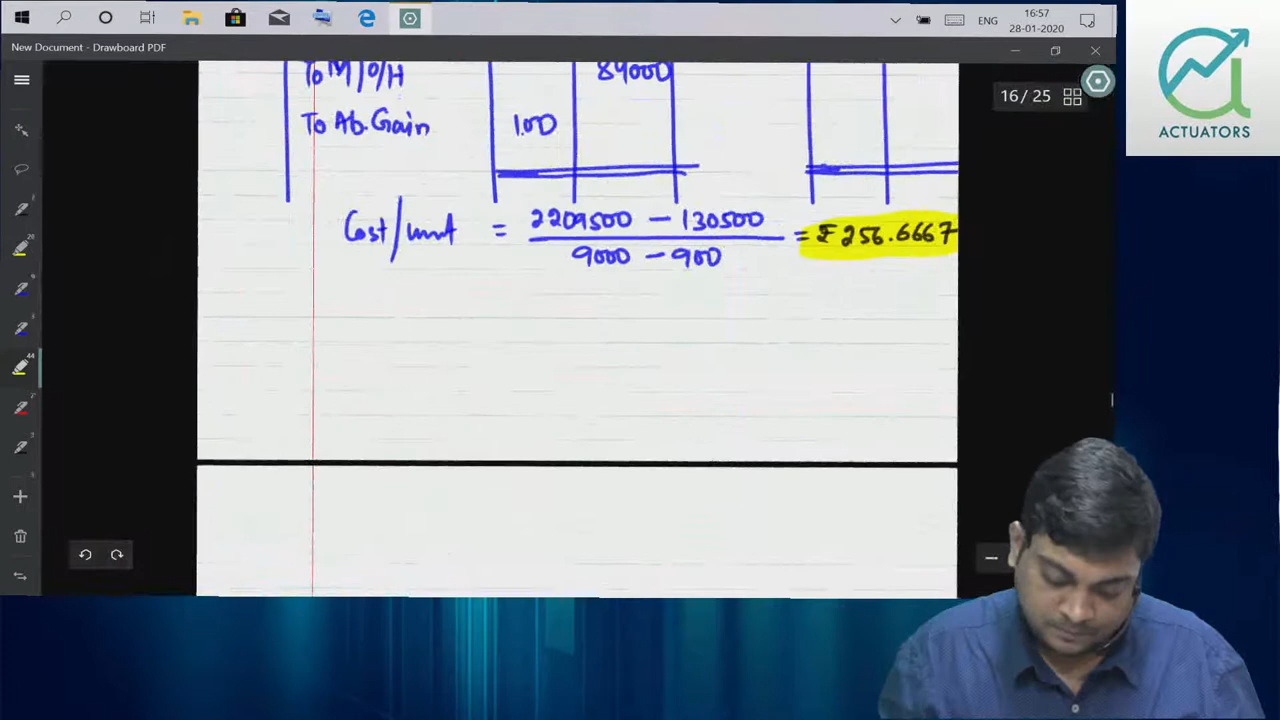 16:57
ENG
28-01-2020
New Document - Drawboard PDF
16 / 25
ACTUATORS
To M/O/H 84000
To Ab. Gain 100
Cost/unit = 2209500 - 130500 = ₹ 256.6667
9000 - 900